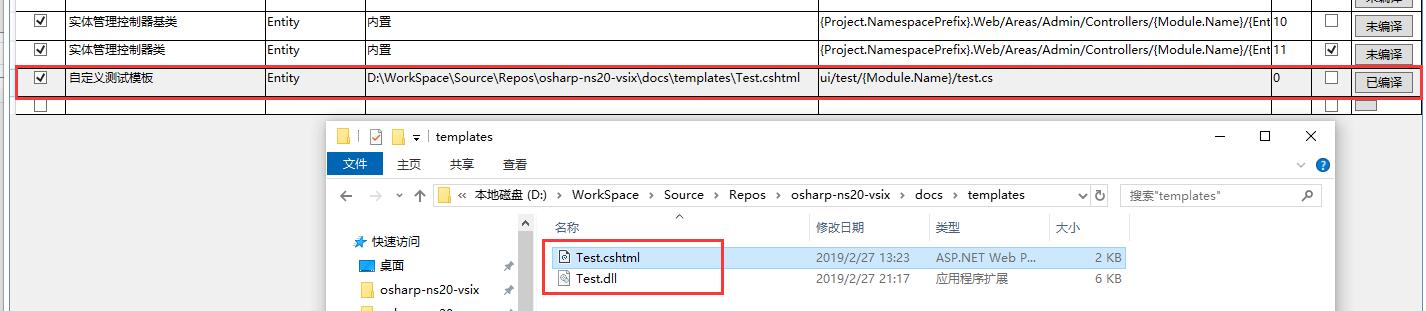 未编译
实体管理控制器基类 Entity 内置 {Project.NamespacePrefix}.Web/Areas/Admin/Controllers/{Module.Name}/{Ent 10 未编译
实体管理控制器类 Entity 内置 {Project.NamespacePrefix}.Web/Areas/Admin/Controllers/{Module.Name}/{Ent 11 未编译
自定义测试模板 Entity D:\WorkSpace\Source\Repos\osharp-ns20-vsix\docs\templates\Test.cshtml ui/test/{Module.Name}/test.cs 0 已编译
templates
文件 主页 共享 查看
本地磁盘 (D:) WorkSpace Source Repos osharp-ns20-vsix docs templates 搜索"templates"
名称 修改日期 类型 大小
快速访问
Test.cshtml 2019/2/27 13:23 ASP.NET Web P... 2 KB
桌面
Test.dll 2019/2/27 21:17 应用程序扩展 6 KB
osharp-ns20-vsix